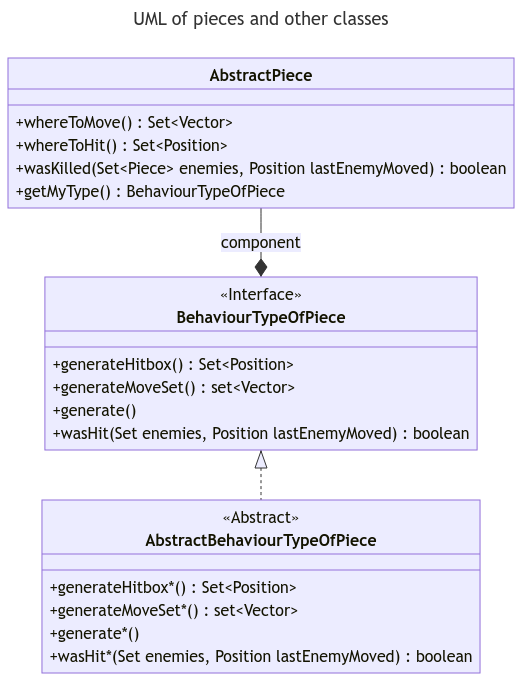 UML of pieces and other classes
AbstractPiece
+whereToMove() : Set<Vector>
+whereToHit() : Set<Position>
+wasKilled(Set<Piece> enemies, Position lastEnemyMoved) : boolean
+getMyType() : BehaviourTypeOfPiece
component
«Interface»
BehaviourTypeOfPiece
+generateHitbox() : Set<Position>
+generateMoveSet() : set<Vector>
+generate()
+wasHit(Set enemies, Position lastEnemyMoved) : boolean
«Abstract»
AbstractBehaviourTypeOfPiece
+generateHitbox*() : Set<Position>
+generateMoveSet*() : set<Vector>
+generate*()
+wasHit*(Set enemies, Position lastEnemyMoved) : boolean